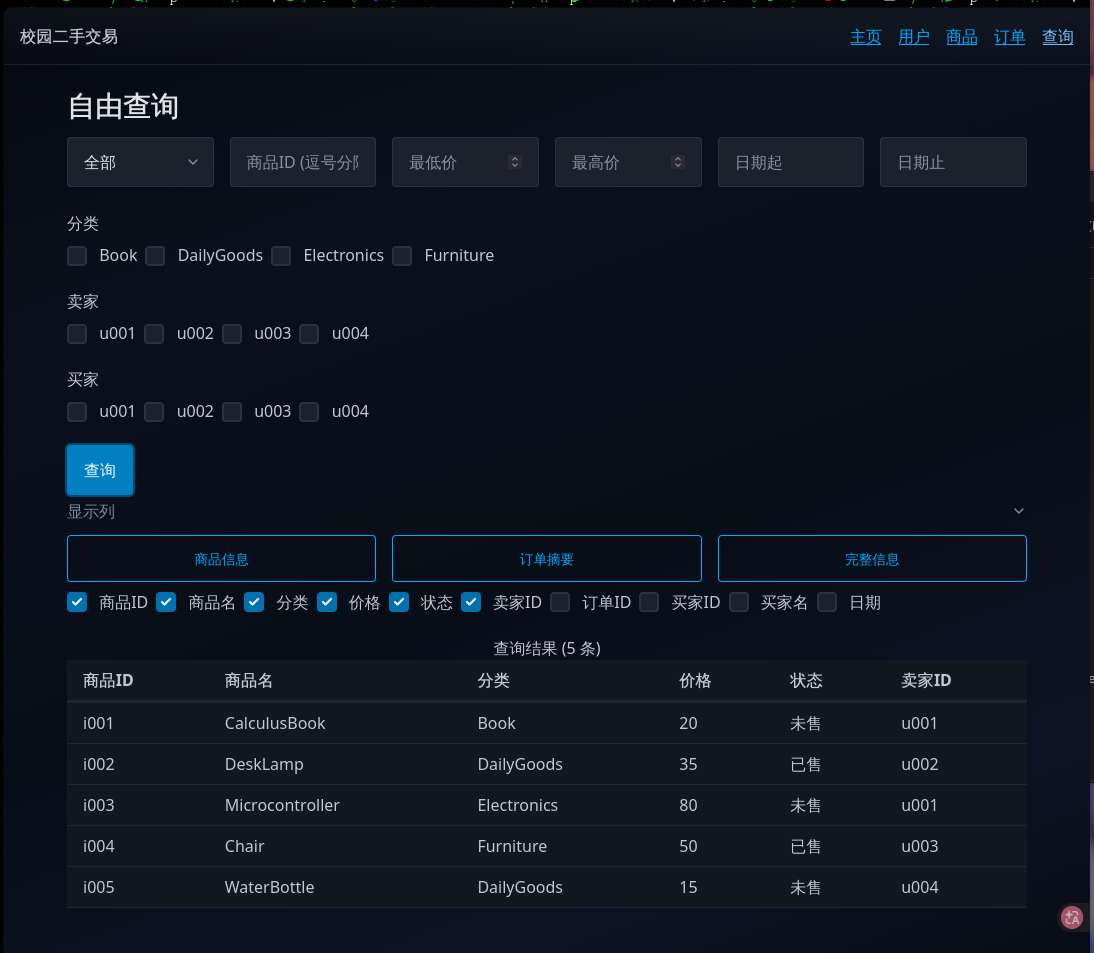 校园二手交易 主页 用户 商品 订单 查询
自由查询
全部 商品ID (逗号分 最低价 最高价 日期起 日期止
分类
Book DailyGoods Electronics Furniture
卖家
u001 u002 u003 u004
买家
u001 u002 u003 u004
查询
显示列
商品信息 订单摘要 完整信息
商品ID 商品名 分类 价格 状态 卖家ID 订单ID 买家ID 买家名 日期
查询结果 (5 条)
商品ID 商品名 分类 价格 状态 卖家ID
i001 CalculusBook Book 20 未售 u001
i002 DeskLamp DailyGoods 35 已售 u002
i003 Microcontroller Electronics 80 未售 u001
i004 Chair Furniture 50 已售 u003
i005 WaterBottle DailyGoods 15 未售 u004